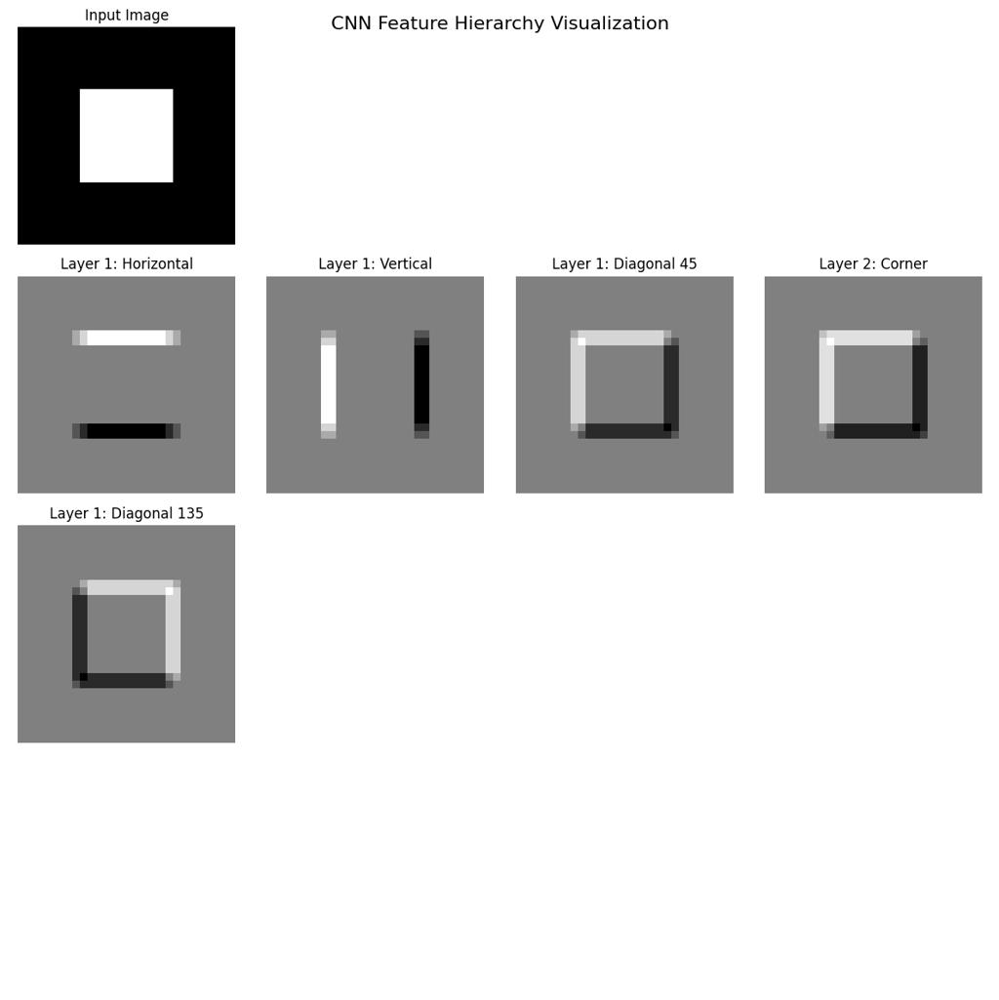 CNN Feature Hierarchy Visualization
Input Image
Layer 1: Horizontal
Layer 1: Vertical
Layer 1: Diagonal 45
Layer 2: Corner
Layer 1: Diagonal 135